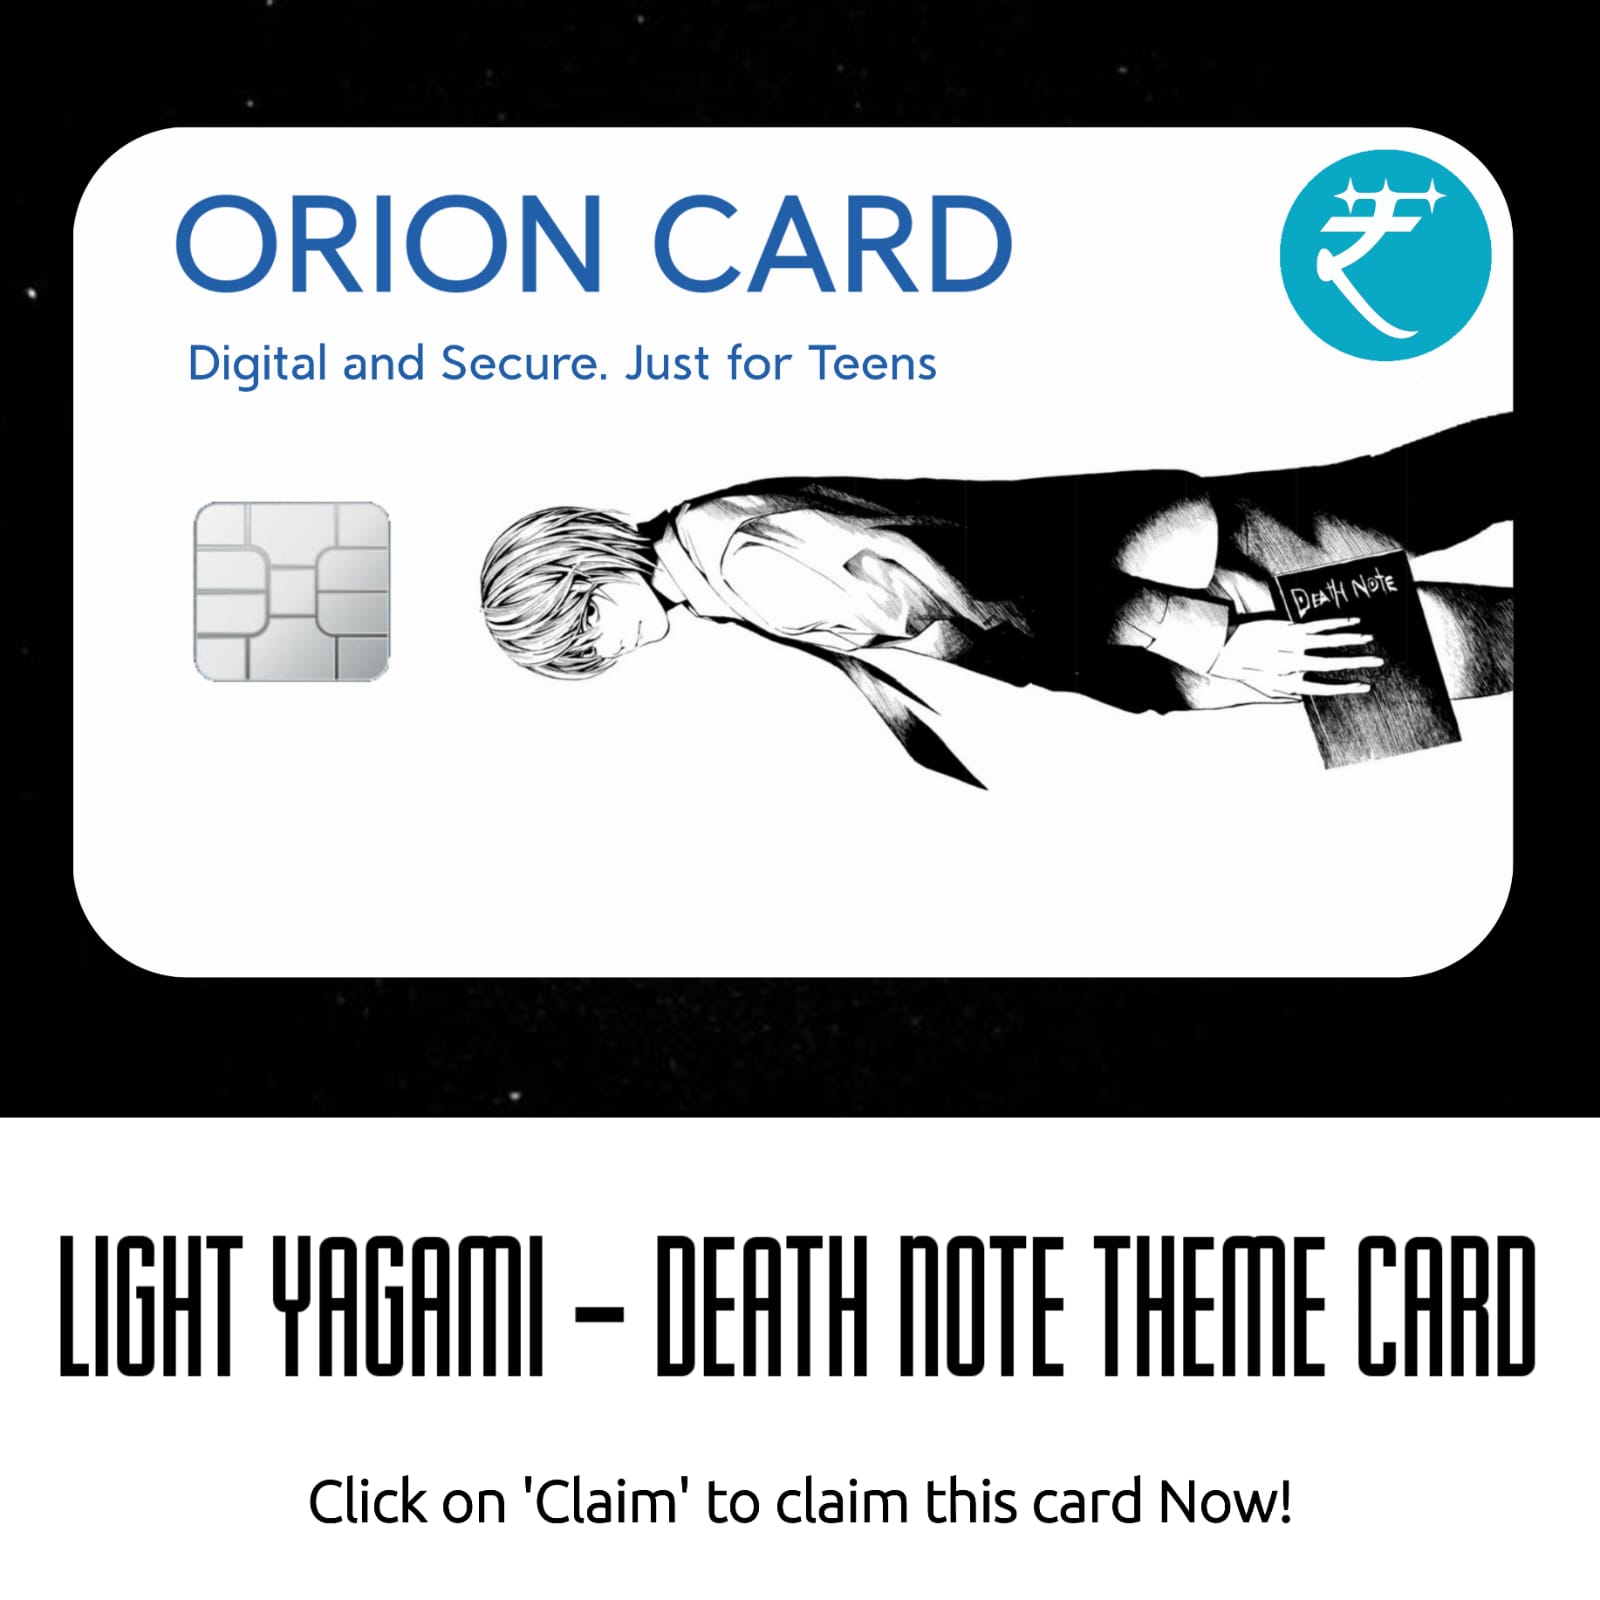 ORION CARD
Digital and Secure. Just for Teens
DEATH NOTE
LIGHT YAGAMI - DEATH NOTE THEME CARD
Click on 'Claim' to claim this card Now!